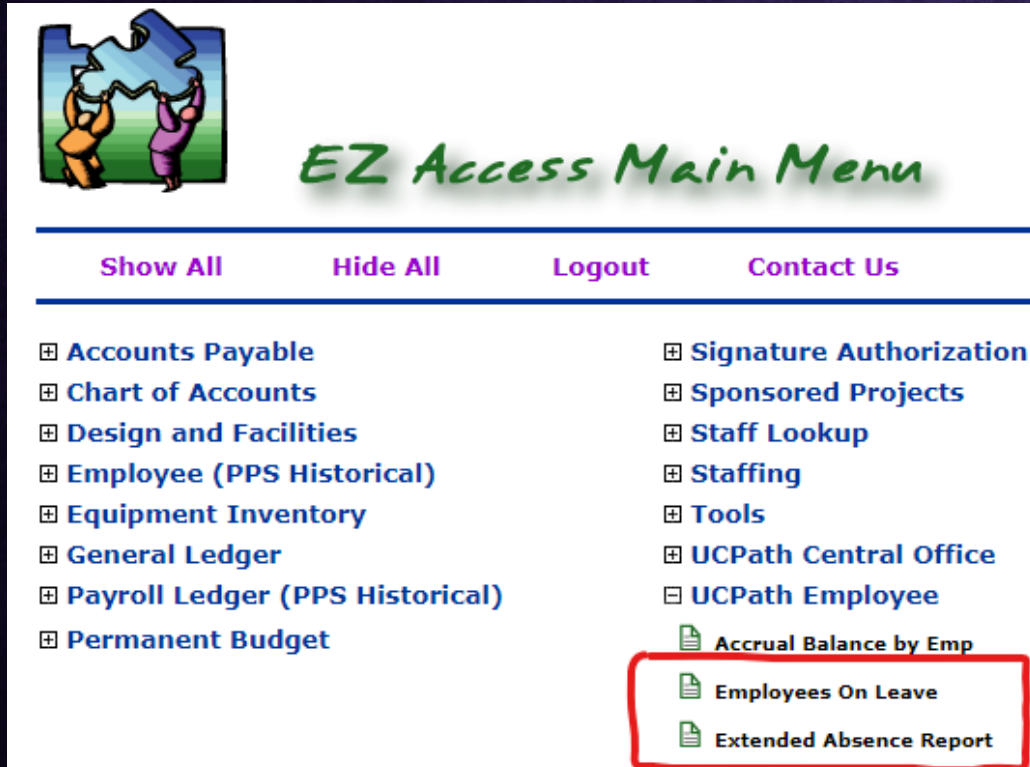 EZ Access Main Menu
Show All Hide All Logout Contact Us
Accounts Payable
Chart of Accounts
Design and Facilities
Employee (PPS Historical)
Equipment Inventory
General Ledger
Payroll Ledger (PPS Historical)
Permanent Budget
Signature Authorization
Sponsored Projects
Staff Lookup
Staffing
Tools
UCPath Central Office
UCPath Employee
Accrual Balance by Emp
Employees On Leave
Extended Absence Report